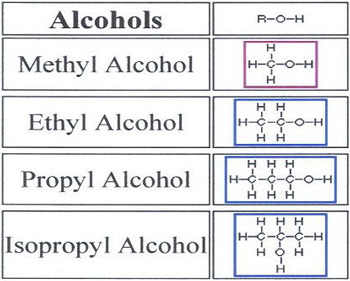 Alcohols
R-O-H
Methyl Alcohol
H
H-C-O-H
H
Ethyl Alcohol
H H
H-C-C-O-H
H H
Propyl Alcohol
H H H
H-C-C-C-O-H
H H H
Isopropyl Alcohol
H H H
H-C-C-C-H
H O H
H